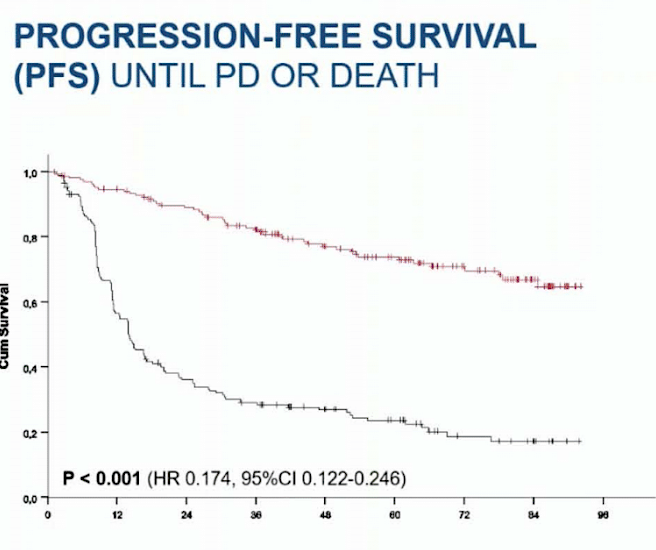 PROGRESSION-FREE SURVIVAL
(PFS) UNTIL PD OR DEATH
1,0
0,8
0,6
0,4
0,2
0,0
Cum Survival
P < 0.001 (HR 0.174, 95%CI 0.122-0.246)
0 12 24 36 48 60 72 84 96